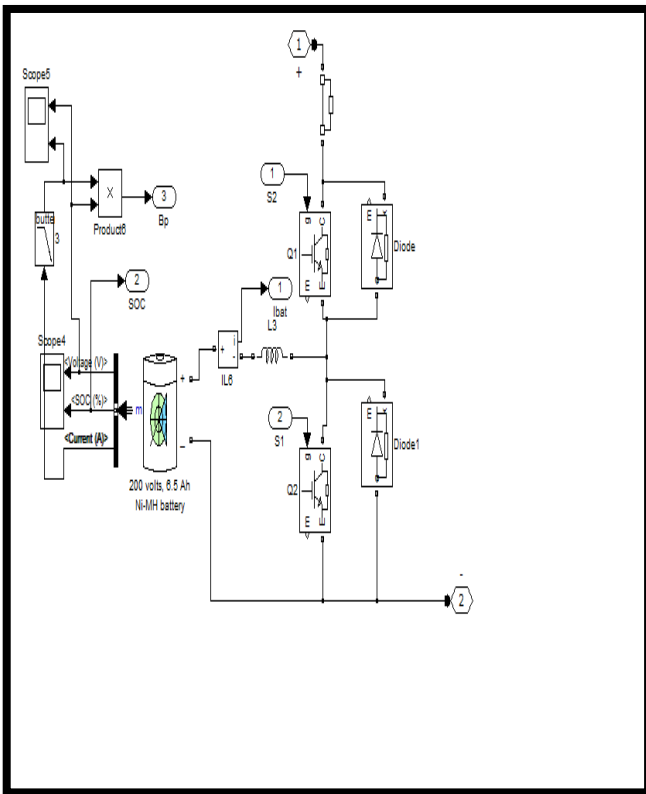 1
+
Scope5
1
S2
g
C
E
Q1
Diode
×
3
Product6
Bp
butte
3
2
SOC
1
Ibat
L3
i
+
-
IL6
Scope4
<Voltage (V)>
<SOC (%)>
m
<Current (A)>
+
_
2
S1
g
C
E
Q2
E
Diode1
200 volts, 6.5 Ah
Ni-MH battery
-
2